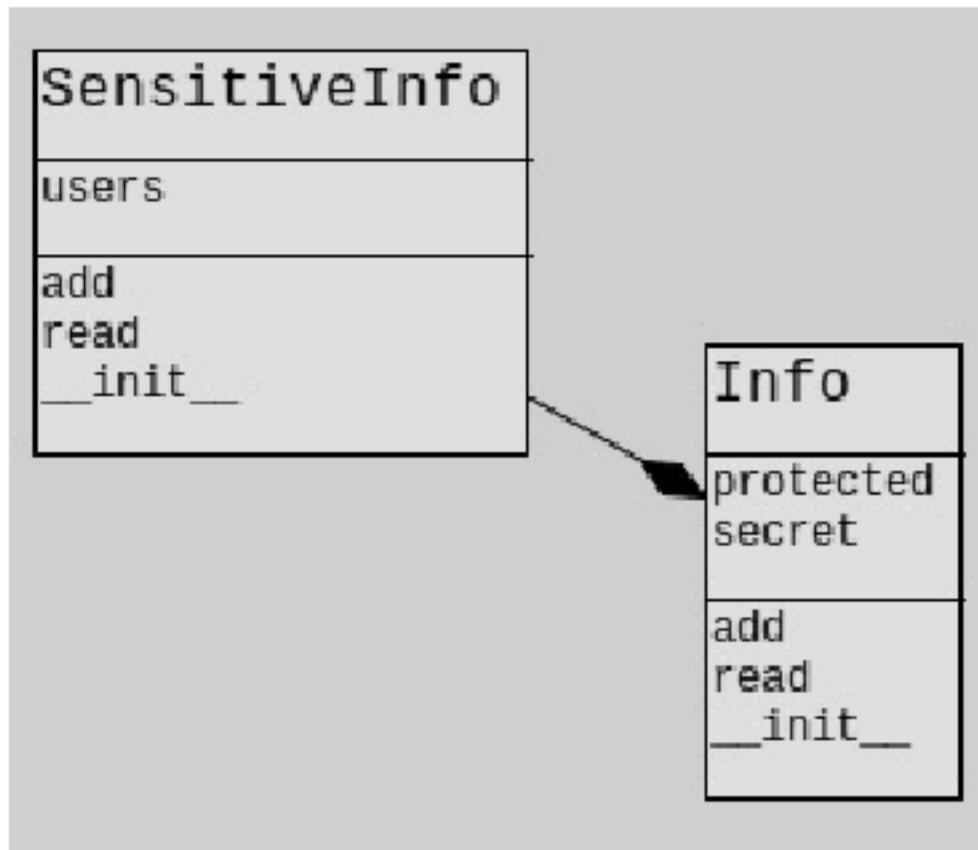 SensitiveInfo
users
add
read
__init__
Info
protected
secret
add
read
__init__